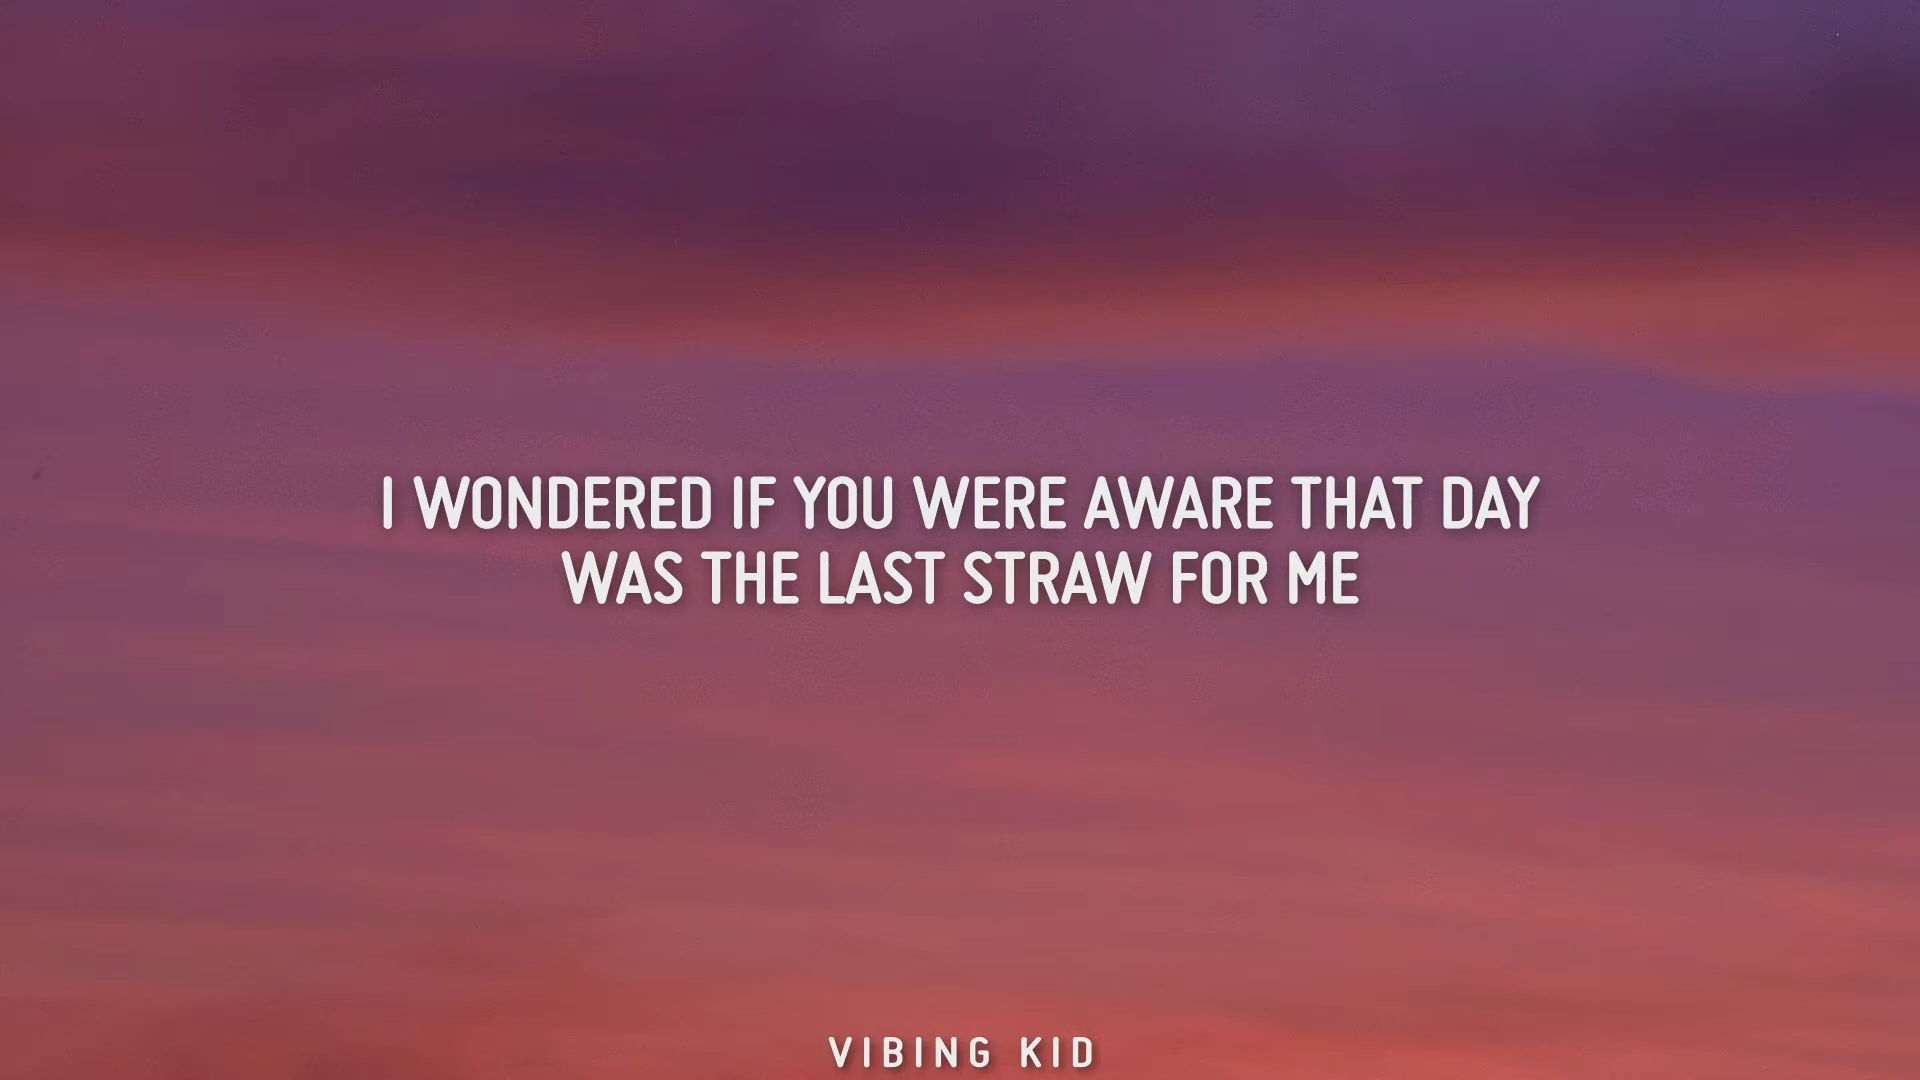 I WONDERED IF YOU WERE AWARE THAT DAY
WAS THE LAST STRAW FOR ME
VIBING KID